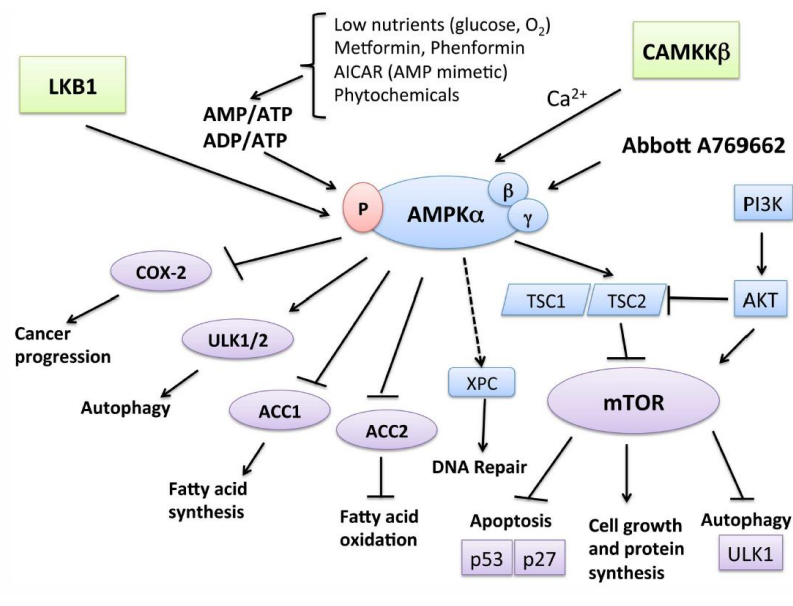 Low nutrients (glucose, O2)
Metformin, Phenformin
AICAR (AMP mimetic)
Phytochemicals
CAMKKβ
LKB1
Ca2+
AMP/ATP
ADP/ATP
Abbott A769662
P
AMPKα
β
γ
PI3K
COX-2
TSC1
TSC2
AKT
Cancer
progression
ULK1/2
XPC
mTOR
Autophagy
ACC1
ACC2
DNA Repair
Fatty acid
synthesis
Fatty acid
oxidation
Apoptosis
p53
p27
Cell growth
and protein
synthesis
Autophagy
ULK1